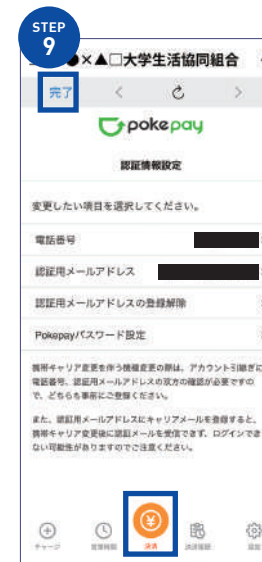 STEP
9
×▲□大学生活協同組合
完了
pokepay
認証情報設定
変更したい項目を選択してください。
電話番号
認証用メールアドレス
認証用メールアドレスの登録解除
Pokepayパスワード設定
携帯キャリア変更を伴う機種変更の際は、アカウント引継ぎに
電話番号、認証用メールアドレスの双方の確認が必要ですの
で、どちらも事前にご登録ください。
また、認証用メールアドレスにキャリアメールを登録すると、
携帯キャリア変更後に認証メールを受信できず、ログインでき
ない可能性がありますのでご注意ください。
チャージ
営業時間
決済
決済履歴
設定